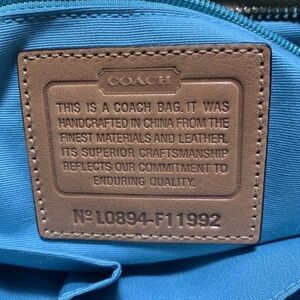 COACH
THIS IS A COACH BAG. IT WAS
HANDCRAFTED IN CHINA FROM THE
FINEST MATERIALS AND LEATHER.
ITS SUPERIOR CRAFTSMANSHIP
REFLECTS OUR COMMITMENT TO
ENDURING QUALITY.
Nº L0894-F11992